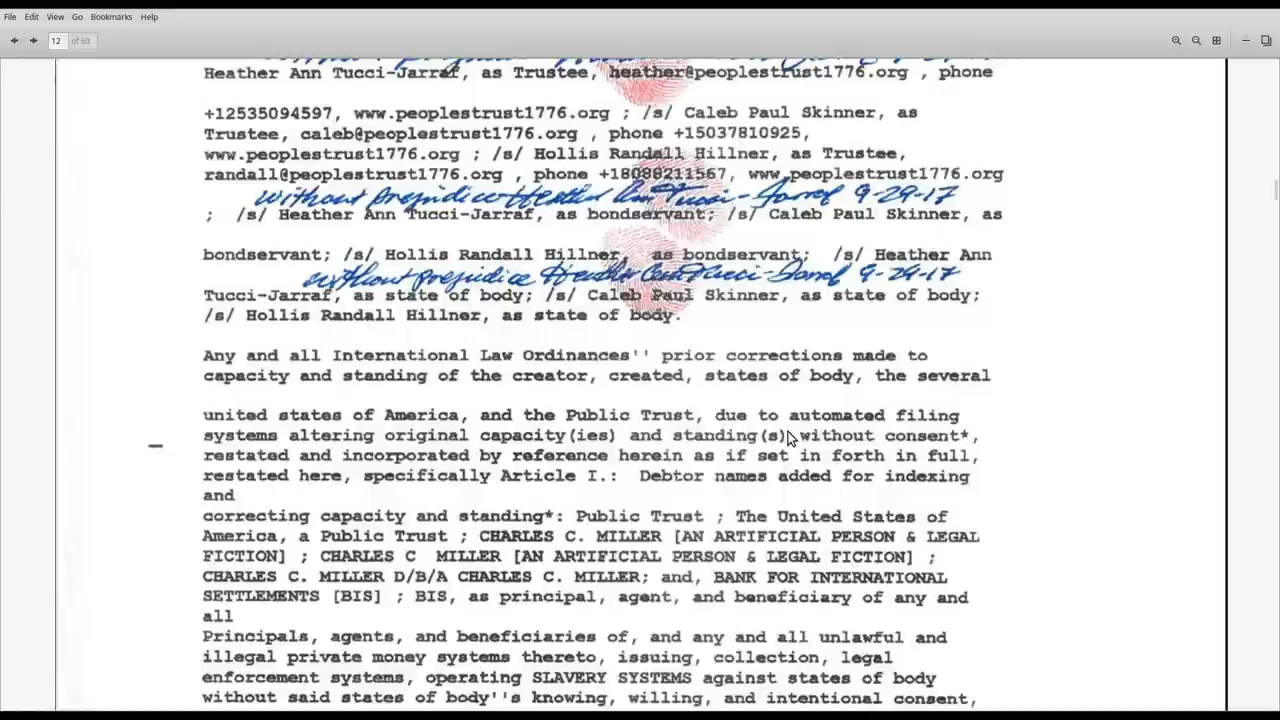 File Edit View Go Bookmarks Help
12 of 60
Heather Ann Tucci-Jarraf, as Trustee, heather@peoplestrust1776.org , phone
+12535094597, www.peoplestrust1776.org ; /s/ Caleb Paul Skinner, as
Trustee, caleb@peoplestrust1776.org , phone +15037810925,
www.peoplestrust1776.org ; /s/ Hollis Randall Hillner, as Trustee,
randall@peoplestrust1776.org , phone +18088211567, www.peoplestrust1776.org
without prejudice Heather Ann Tucci-Jarraf 9-29-17
; /s/ Heather Ann Tucci-Jarraf, as bondservant; /s/ Caleb Paul Skinner, as
bondservant; /s/ Hollis Randall Hillner, as bondservant; /s/ Heather Ann
without prejudice Heather Ann Tucci-Jarraf 9-29-17
Tucci-Jarraf, as state of body; /s/ Caleb Paul Skinner, as state of body;
/s/ Hollis Randall Hillner, as state of body.
Any and all International Law Ordinances'' prior corrections made to
capacity and standing of the creator, created, states of body, the several
united states of America, and the Public Trust, due to automated filing
systems altering original capacity(ies) and standing(s) without consent*,
restated and incorporated by reference herein as if set in forth in full,
restated here, specifically Article I.: Debtor names added for indexing
and
correcting capacity and standing*: Public Trust ; The United States of
America, a Public Trust ; CHARLES C. MILLER [AN ARTIFICIAL PERSON & LEGAL
FICTION] ; CHARLES C MILLER [AN ARTIFICIAL PERSON & LEGAL FICTION] ;
CHARLES C. MILLER D/B/A CHARLES C. MILLER; and, BANK FOR INTERNATIONAL
SETTLEMENTS [BIS] ; BIS, as principal, agent, and beneficiary of any and
all
Principals, agents, and beneficiaries of, and any and all unlawful and
illegal private money systems thereto, issuing, collection, legal
enforcement systems, operating SLAVERY SYSTEMS against states of body
without said states of body''s knowing, willing, and intentional consent,